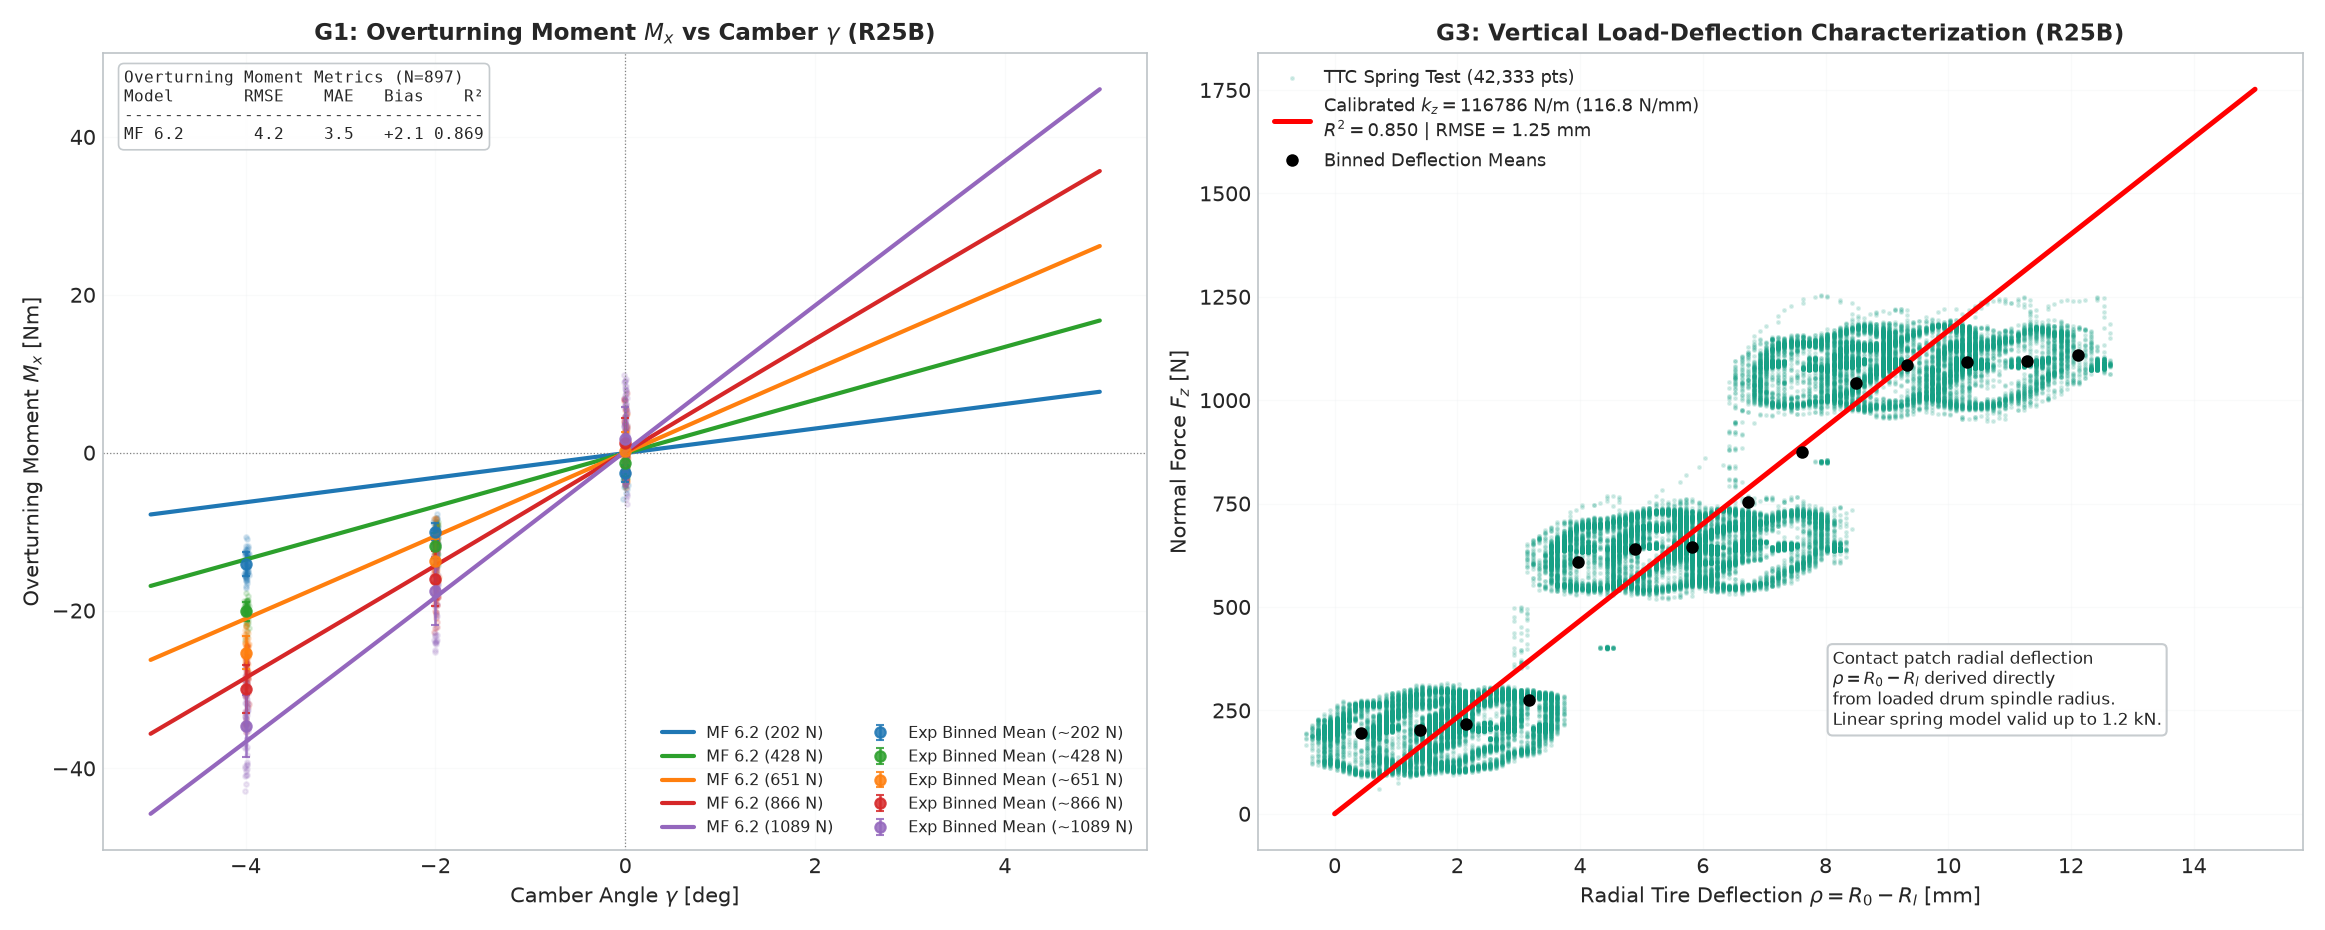 G1: Overturning Moment Mx vs Camber γ (R25B)
Overturning Moment Metrics (N=897)
Model RMSE MAE Bias R²
------------------------------------
MF 6.2 4.2 3.5 +2.1 0.869
Overturning Moment Mx [Nm]
40
20
0
−20
−40
−4
−2
0
2
4
Camber Angle γ [deg]
MF 6.2 (202 N)
MF 6.2 (428 N)
MF 6.2 (651 N)
MF 6.2 (866 N)
MF 6.2 (1089 N)
Exp Binned Mean (~202 N)
Exp Binned Mean (~428 N)
Exp Binned Mean (~651 N)
Exp Binned Mean (~866 N)
Exp Binned Mean (~1089 N)
G3: Vertical Load-Deflection Characterization (R25B)
TTC Spring Test (42,333 pts)
Calibrated kz = 116786 N/m (116.8 N/mm)
R² = 0.850 | RMSE = 1.25 mm
Binned Deflection Means
Normal Force Fz [N]
1750
1500
1250
1000
750
500
250
0
Contact patch radial deflection
ρ = R0 − Rl derived directly
from loaded drum spindle radius.
Linear spring model valid up to 1.2 kN.
0
2
4
6
8
10
12
14
Radial Tire Deflection ρ = R0 − Rl [mm]